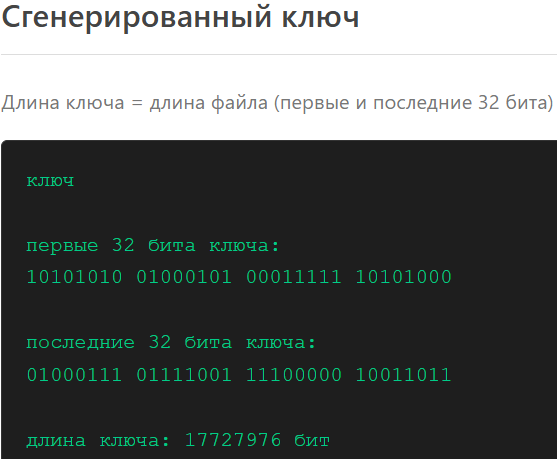 Сгенерированный ключ
Длина ключа = длина файла (первые и последние 32 бита)
ключ
первые 32 бита ключа:
10101010 01000101 00011111 10101000
последние 32 бита ключа:
01000111 01111001 11100000 10011011
длина ключа: 17727976 бит